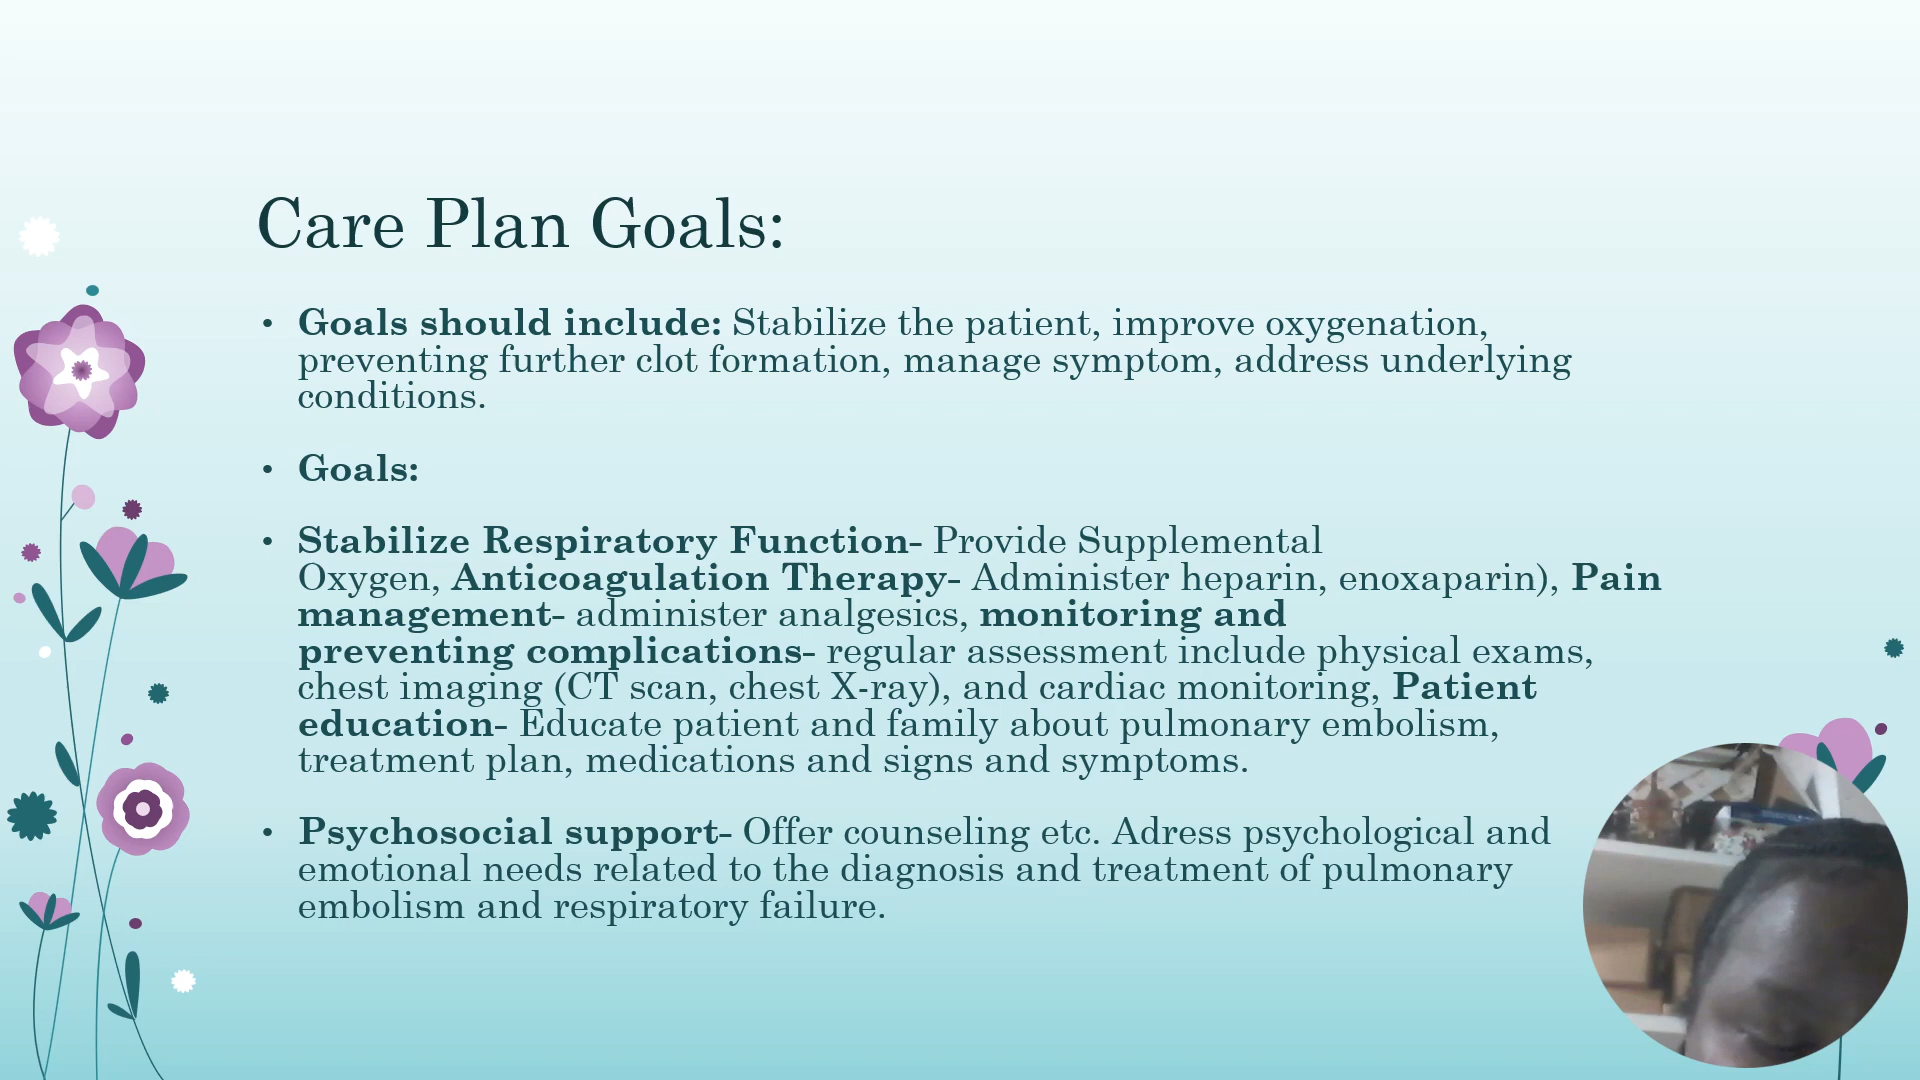 Care Plan Goals:
• Goals should include: Stabilize the patient, improve oxygenation,
preventing further clot formation, manage symptom, address underlying
conditions.
• Goals:
• Stabilize Respiratory Function- Provide Supplemental
Oxygen, Anticoagulation Therapy- Administer heparin, enoxaparin), Pain
management- administer analgesics, monitoring and
preventing complications- regular assessment include physical exams,
chest imaging (CT scan, chest X-ray), and cardiac monitoring, Patient
education- Educate patient and family about pulmonary embolism,
treatment plan, medications and signs and symptoms.
• Psychosocial support- Offer counseling etc. Adress psychological and
emotional needs related to the diagnosis and treatment of pulmonary
embolism and respiratory failure.